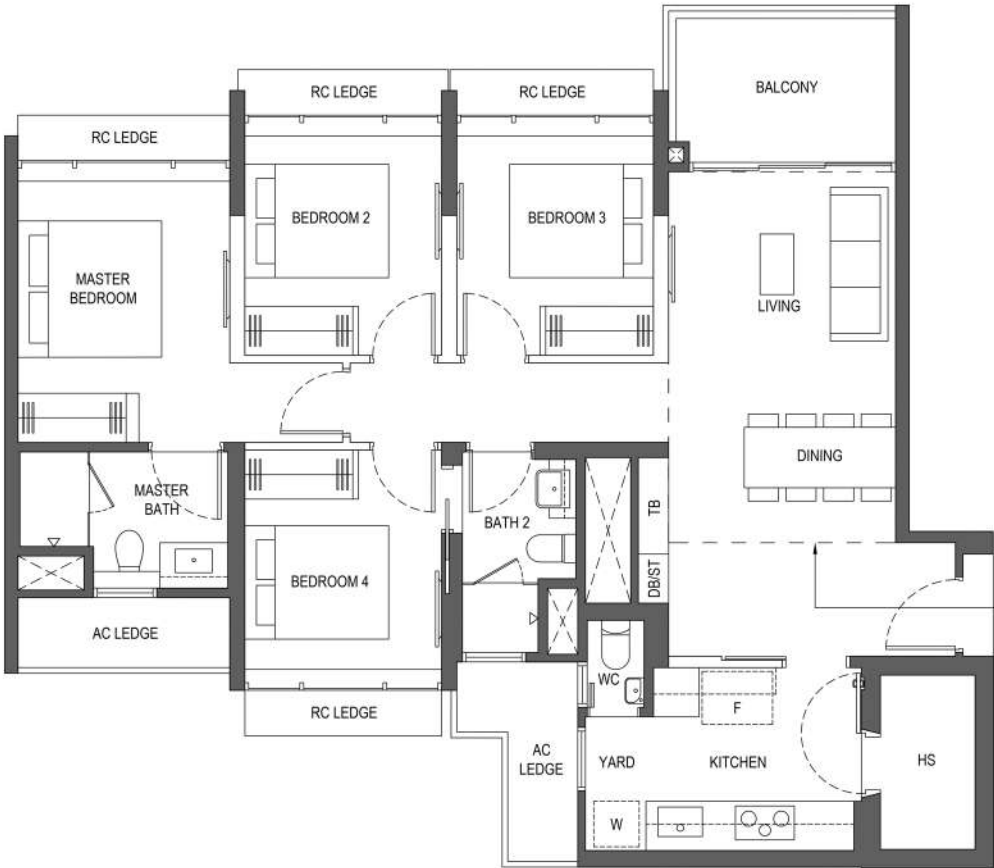 BALCONY
RC LEDGE
RC LEDGE
RC LEDGE
BEDROOM 2
BEDROOM 3
MASTER
BEDROOM
LIVING
DINING
MASTER
BATH
BATH 2
TB
BEDROOM 4
DB/ST
AC LEDGE
WC
RC LEDGE
F
AC
LEDGE
YARD
KITCHEN
HS
W